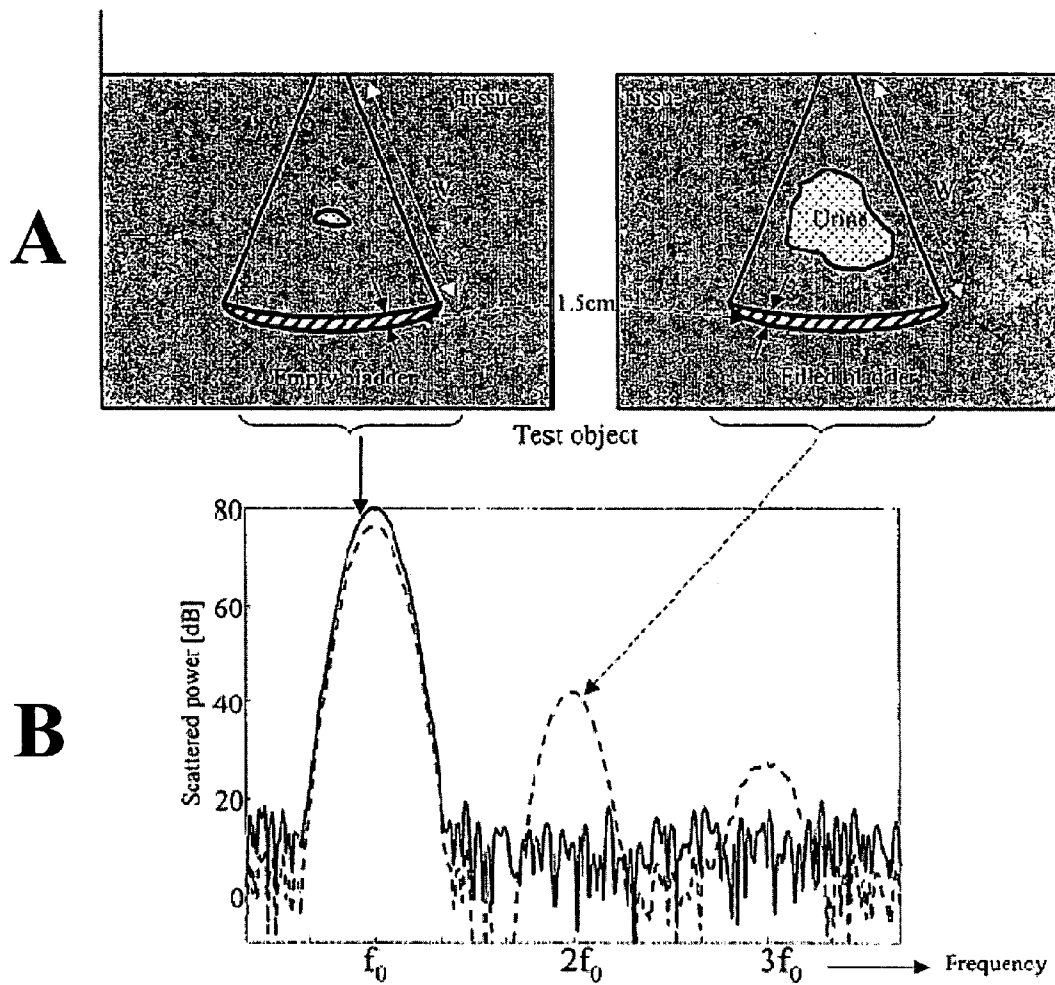 A
Tissue
Tissue
W
W
Urine
1.5cm
Empty bladder
Filled bladder
Test object
B
Scattered power [dB]
80
60
40
20
0
f₀
2f₀
3f₀
Frequency